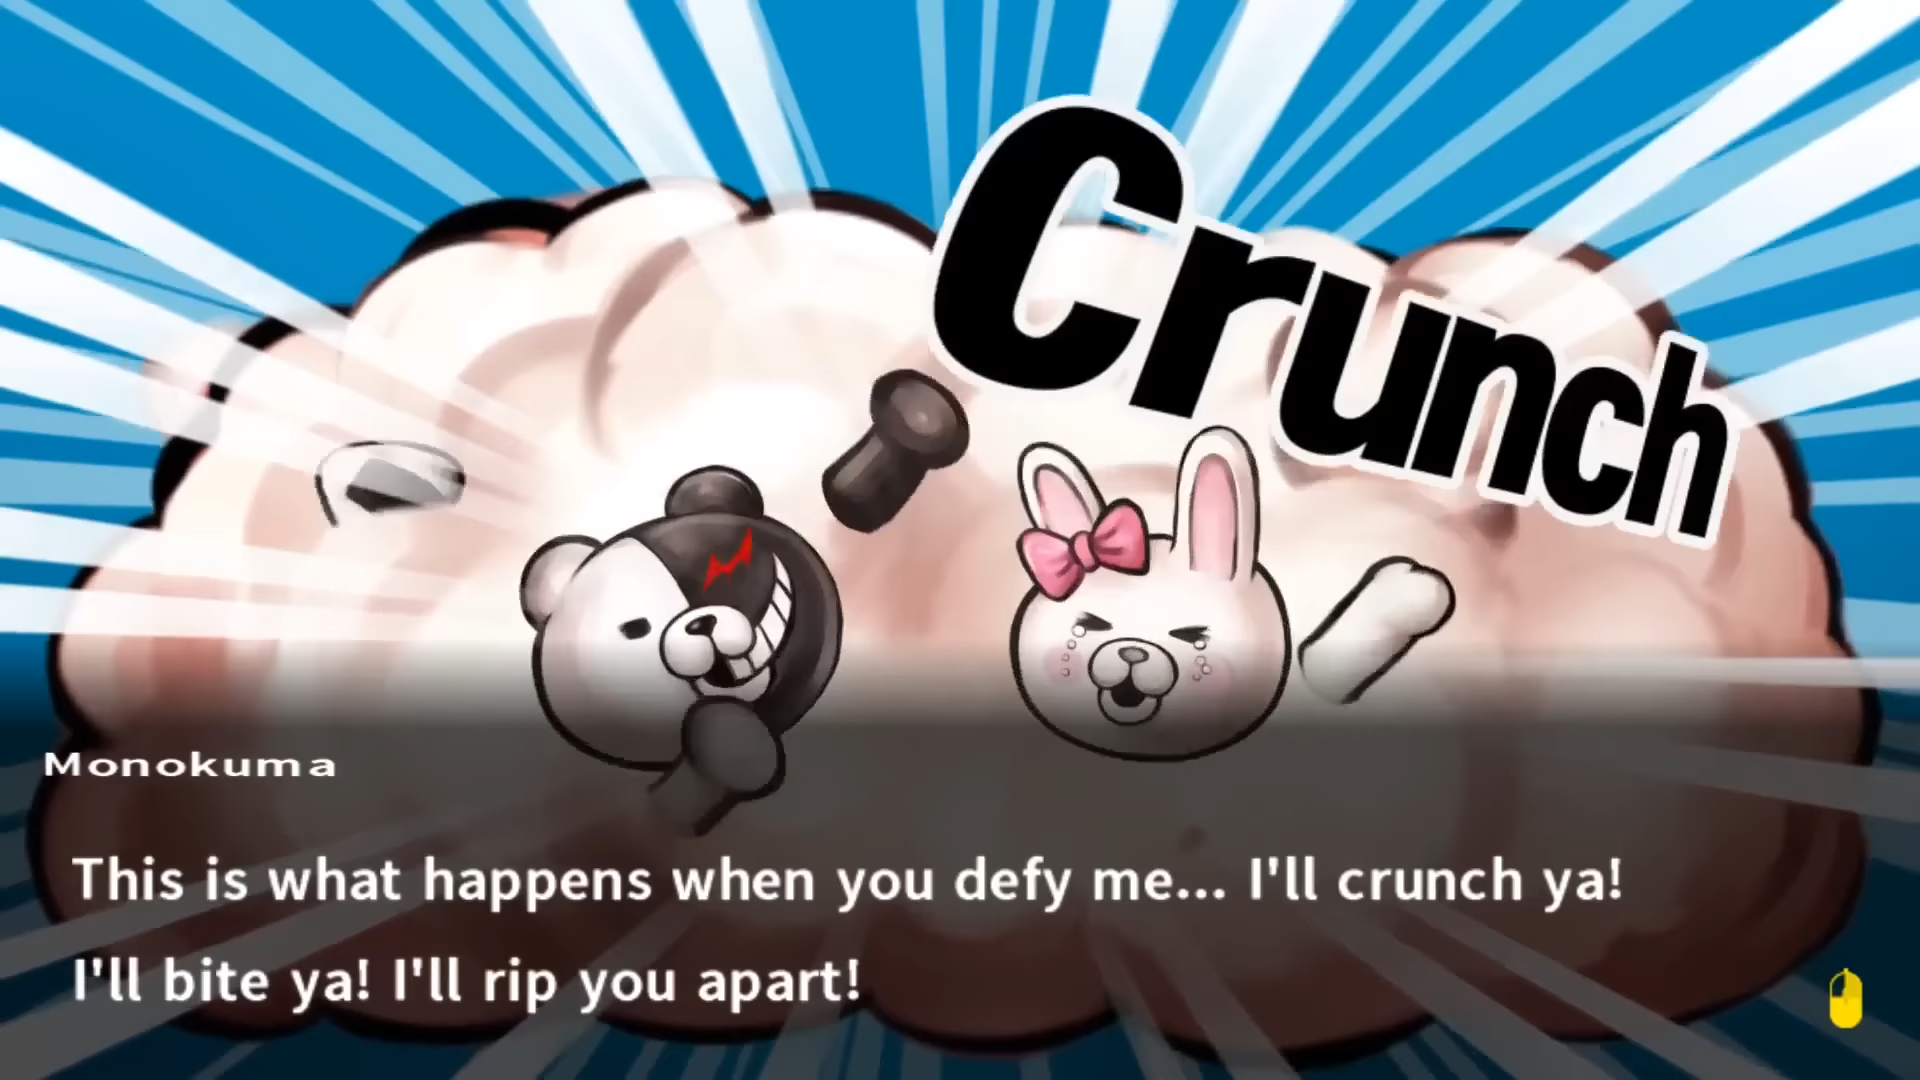 Crunch
Monokuma
This is what happens when you defy me... I'll crunch ya!
I'll bite ya! I'll rip you apart!